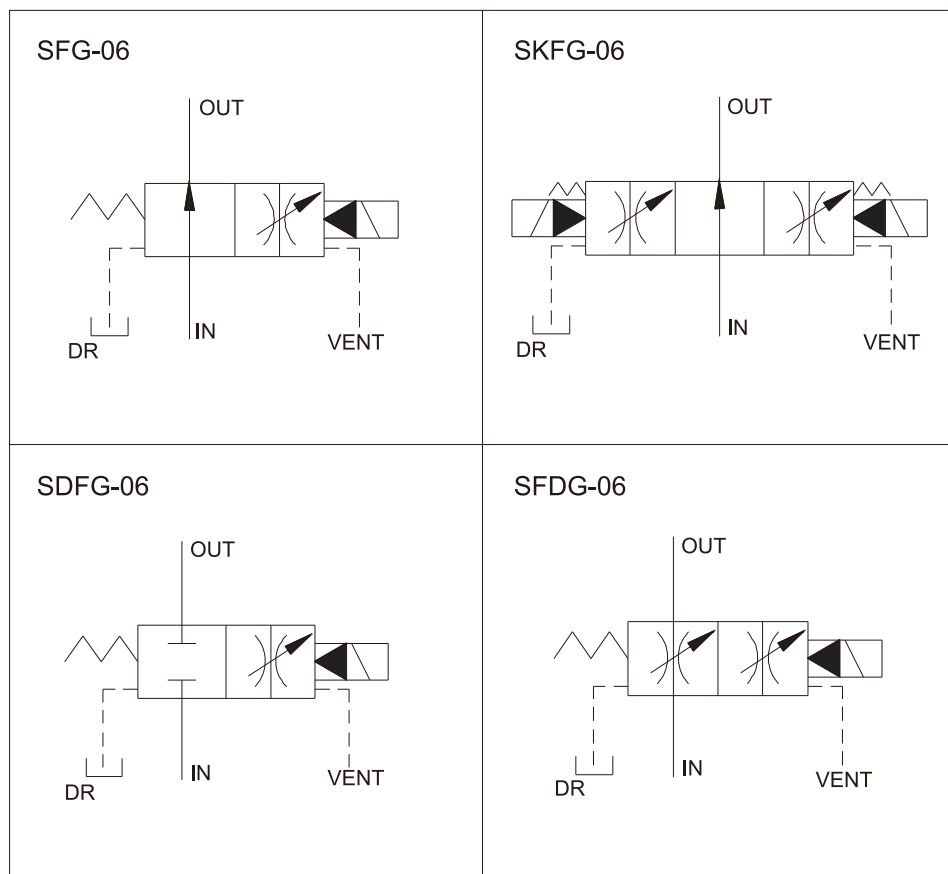 SFG-06
OUT
IN
DR
VENT
SKFG-06
OUT
IN
DR
VENT
SDFG-06
OUT
IN
DR
VENT
SFDG-06
OUT
IN
DR
VENT